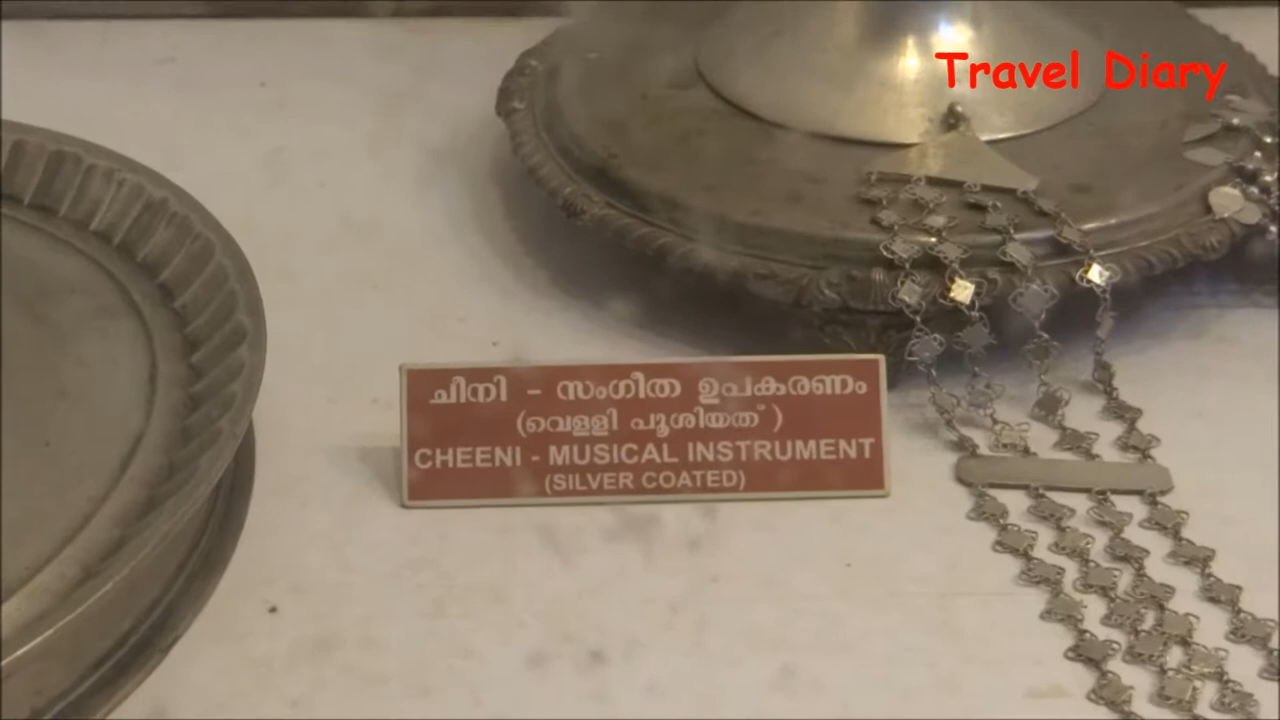 Travel Diary
ചീനി - സംഗീത ഉപകരണം
(വെള്ളി പൂശിയത് )
CHEENI - MUSICAL INSTRUMENT
(SILVER COATED)